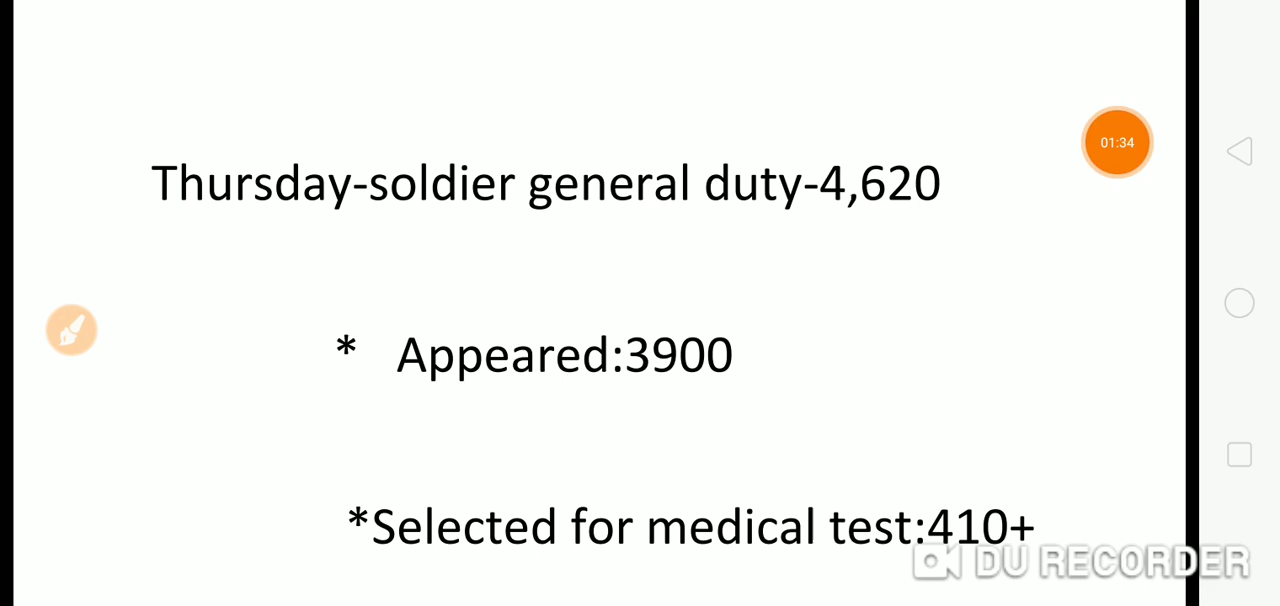 01:34
Thursday-soldier general duty-4,620
* Appeared:3900
*Selected for medical test:410+
DU RECORDER